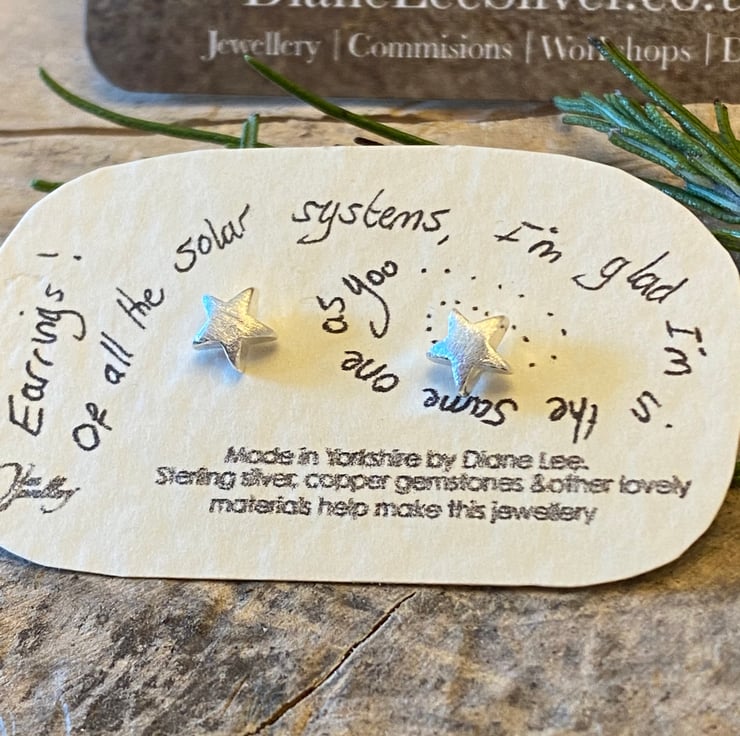 DianeLeeSilver.co.u
Jewellery | Commisions | Workshops | D
Earrings!
Of all the solar systems, I'm glad I'm in the same one as you
Made in Yorkshire by Diane Lee.
Sterling silver, copper gemstones &other lovely
materials help make this jewellery